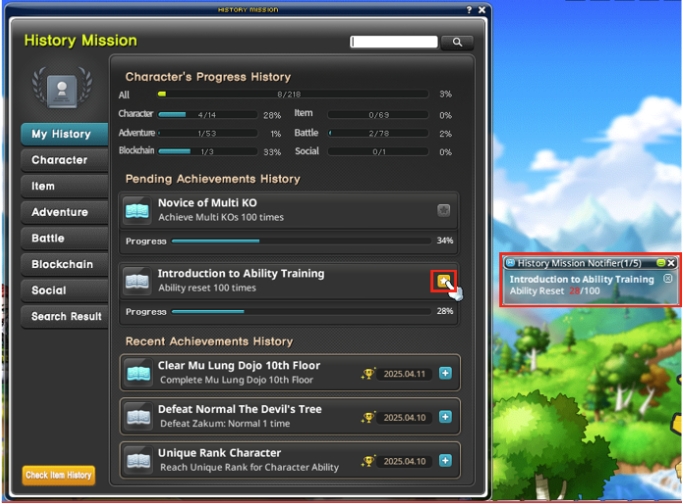 HISTORY MISSION
History Mission
Character's Progress History
All 8/218 3%
Character 4/14 28% Item 0/69 0%
Adventure 1/53 1% Battle 2/78 2%
Blockchain 1/3 33% Social 0/1 0%
My History
Character
Item
Adventure
Battle
Blockchain
Social
Search Result
Check Item History
Pending Achievements History
Novice of Multi KO
Achieve Multi KOs 100 times
Progress 34%
Introduction to Ability Training
Ability reset 100 times
Progress 28%
Recent Achievements History
Clear Mu Lung Dojo 10th Floor
Complete Mu Lung Dojo 10th Floor 2025.04.11
Defeat Normal The Devil's Tree
Defeat Zakum: Normal 1 time 2025.04.10
Unique Rank Character
Reach Unique Rank for Character Ability 2025.04.10
History Mission Notifier(1/5)
Introduction to Ability Training
Ability Reset 28/100